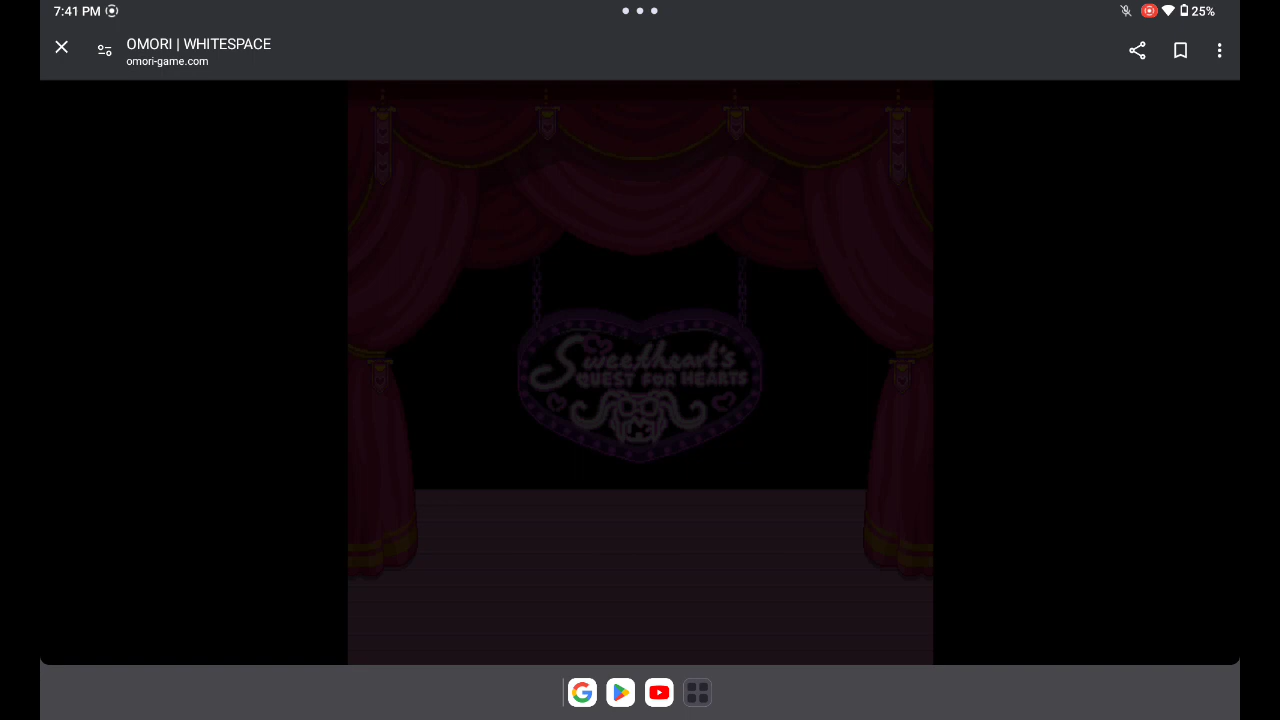 7:41 PM
25%
OMORI | WHITESPACE
omori-game.com
Sweetheart's
QUEST FOR HEARTS